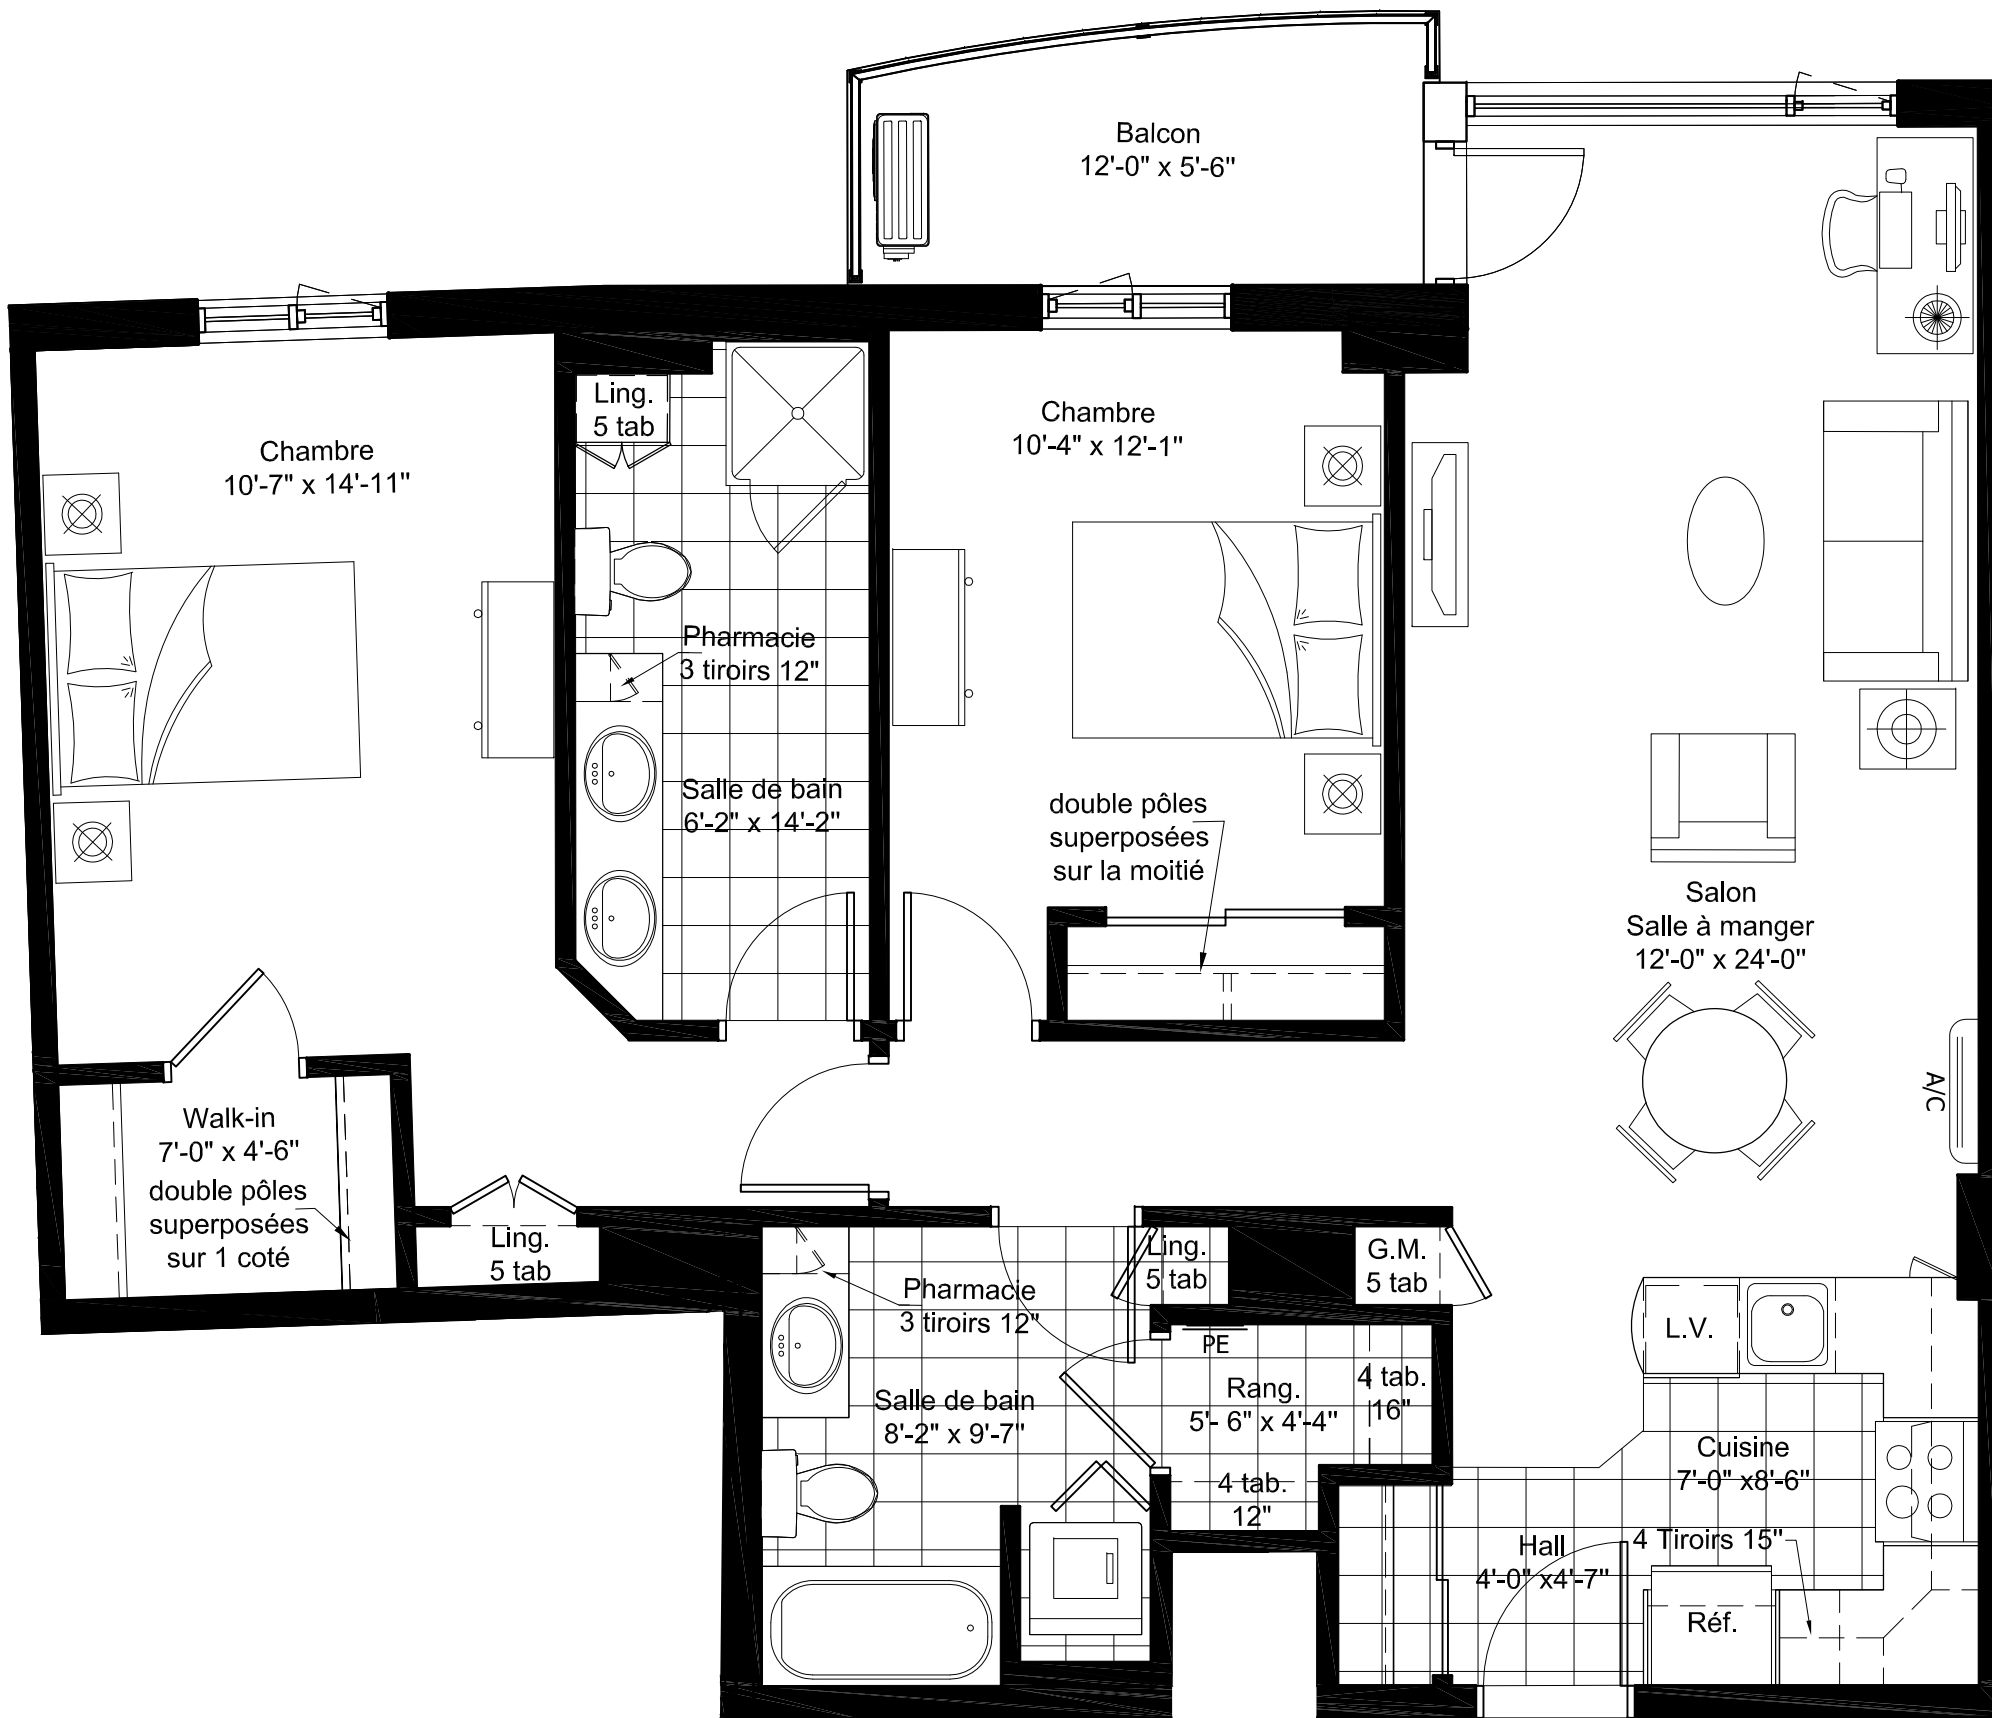 Balcon
12'-0" x 5'-6"
Ling.
5 tab
Chambre
10'-7" x 14'-11"
Chambre
10'-4" x 12'-1"
Pharmacie
3 tiroirs 12"
Salle de bain
6'-2" x 14'-2"
double pôles
superposées
sur la moitié
Salon
Salle à manger
12'-0" x 24'-0"
A/C
Walk-in
7'-0" x 4'-6"
double pôles
superposées
sur 1 coté
Ling.
5 tab
Pharmacie
3 tiroirs 12"
Ling.
5 tab
G.M.
5 tab
L.V.
PE
Salle de bain
8'-2" x 9'-7"
Rang.
5'- 6" x 4'-4"
4 tab.
16"
4 tab.
12"
Cuisine
7'-0" x8'-6"
Hall
4'-0" x4'-7"
4 Tiroirs 15"
Réf.